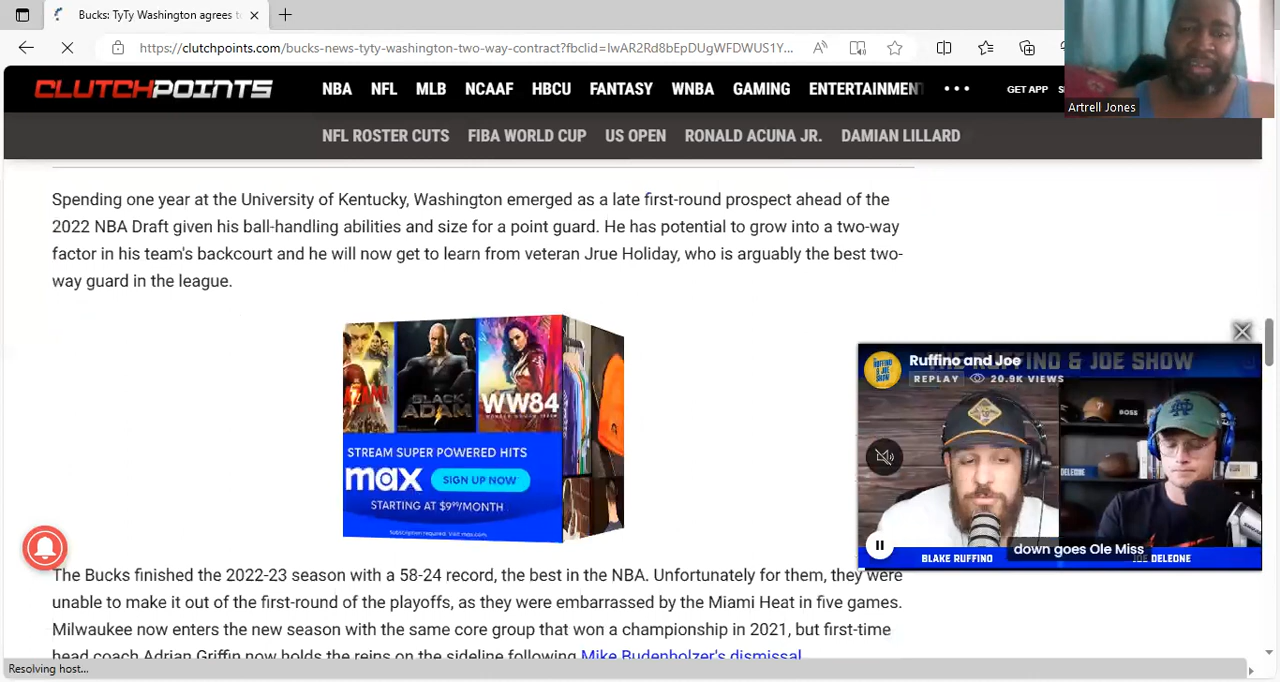 Bucks: TyTy Washington agrees t
https://clutchpoints.com/bucks-news-tyty-washington-two-way-contract?fbclid=IwAR2Rd8bEpDUgWFDWUS1Y...
Artrell Jones
CLUTCHPOINTS
NBA NFL MLB NCAAF HBCU FANTASY WNBA GAMING ENTERTAINMENT
GET APP
NFL ROSTER CUTS FIBA WORLD CUP US OPEN RONALD ACUNA JR. DAMIAN LILLARD
Spending one year at the University of Kentucky, Washington emerged as a late first-round prospect ahead of the
2022 NBA Draft given his ball-handling abilities and size for a point guard. He has potential to grow into a two-way
factor in his team's backcourt and he will now get to learn from veteran Jrue Holiday, who is arguably the best two-
way guard in the league.
BLACK
ADAM
WW84
STREAM SUPER POWERED HITS
max SIGN UP NOW
STARTING AT $9⁹⁹/MONTH
Subscription required. Visit max.com.
THE RUFFINO & JOE SHOW
Ruffino and Joe
REPLAY 20.9K VIEWS
BOSS
DELEONE
down goes Ole Miss
BLAKE RUFFINO
JOE DELEONE
The Bucks finished the 2022-23 season with a 58-24 record, the best in the NBA. Unfortunately for them, they were
unable to make it out of the first-round of the playoffs, as they were embarrassed by the Miami Heat in five games.
Milwaukee now enters the new season with the same core group that won a championship in 2021, but first-time
head coach Adrian Griffin now holds the reins on the sideline following Mike Budenholzer's dismissal.
Resolving host...